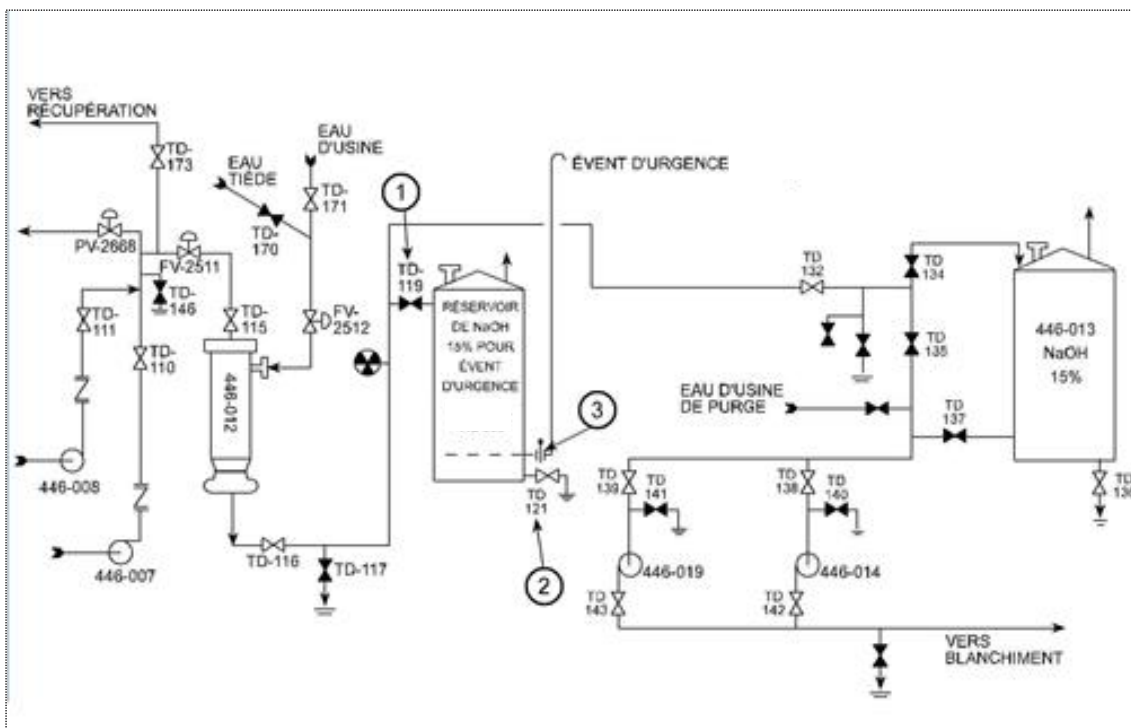 VERS
RÉCUPÉRATION
TD-
173
EAU
D'USINE
EAU
TIÈDE
TD-
171
TD-
170
ÉVENT D'URGENCE
1
PV-2668
FV-2511
TD-
146
TD-
111
TD-
110
TD-
115
FV-
2512
TD-
119
RÉSERVOIR
DE NaOH
15% POUR
ÉVENT
D'URGENCE
TD
132
TD
134
TD
135
446-013
NaOH
15%
EAU D'USINE
DE PURGE
TD
137
446-012
3
446-008
446-007
TD-116
TD-117
TD
121
2
TD
139
TD
141
TD
138
TD
140
TD
136
446-019
446-014
TD
143
TD
142
VERS
BLANCHIMENT